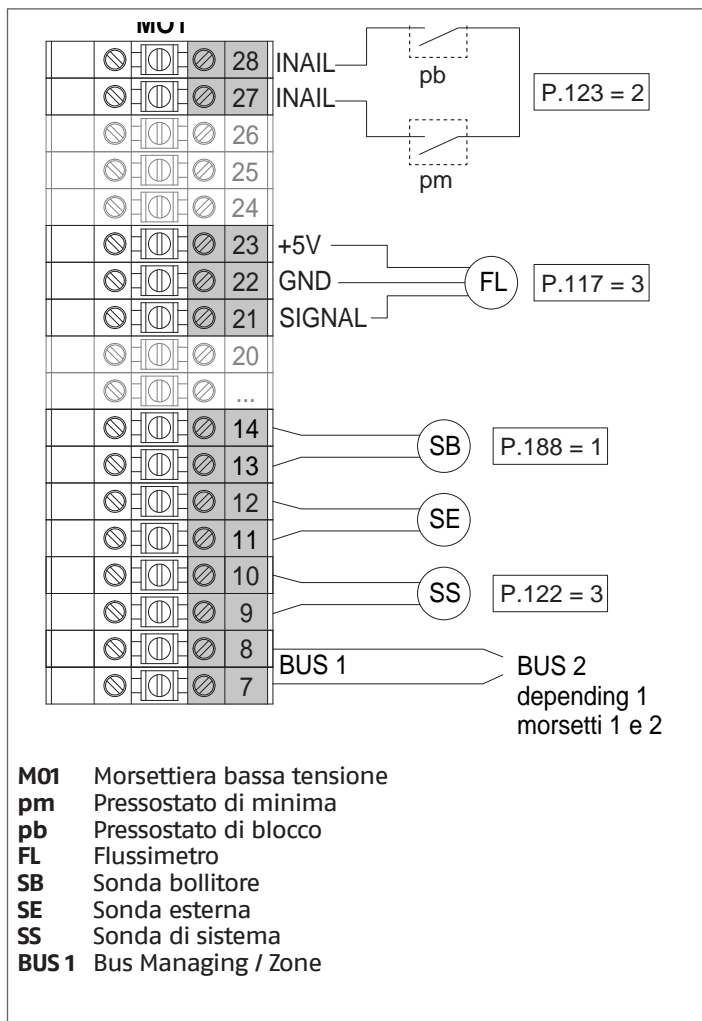 M01
28 INAIL pb P.123 = 2
27 INAIL
26
25 pm
24
23 +5V
22 GND FL P.117 = 3
21 SIGNAL
20
...
14
SB P.188 = 1
13
12
SE
11
10
SS P.122 = 3
9
8
BUS 1 BUS 2
7
depending 1
morsetti 1 e 2
M01 Morsettiera bassa tensione
pm Pressostato di minima
pb Pressostato di blocco
FL Flussimetro
SB Sonda bollitore
SE Sonda esterna
SS Sonda di sistema
BUS 1 Bus Managing / Zone